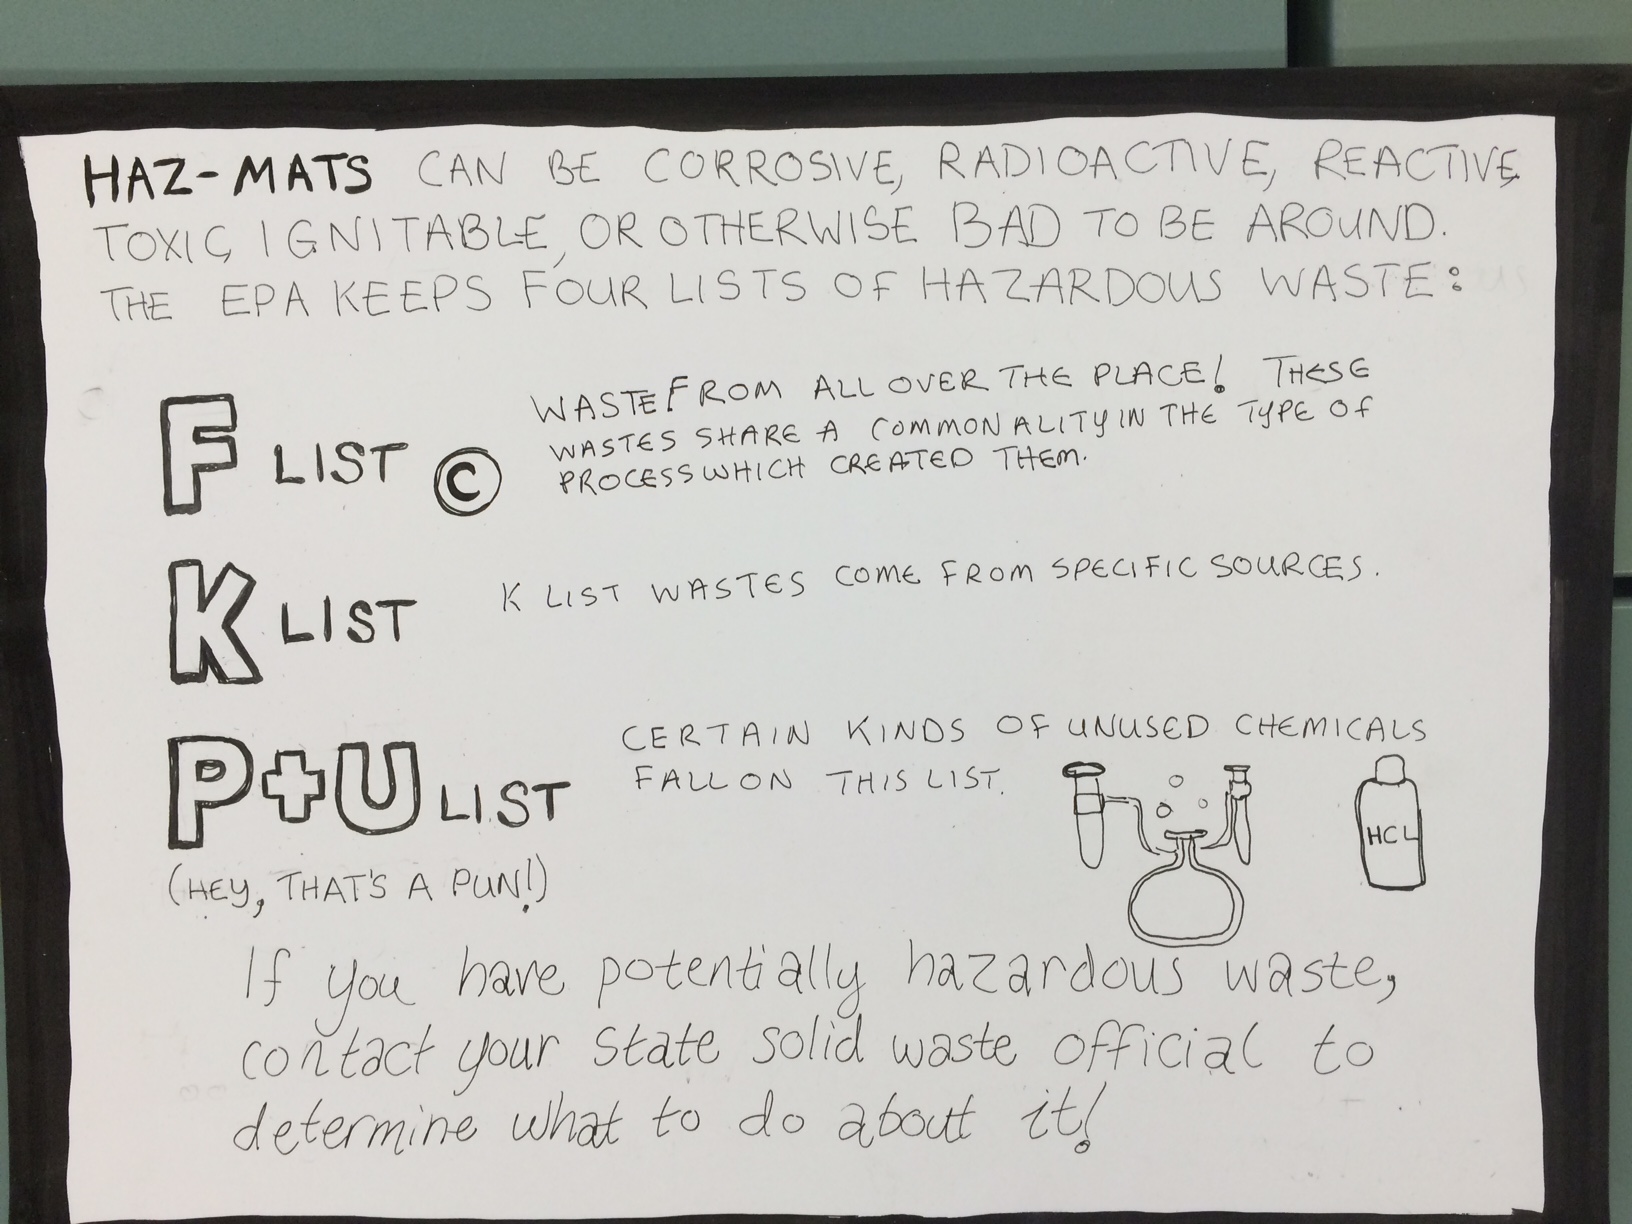 HAZ-MATS CAN BE CORROSIVE, RADIOACTIVE, REACTIVE,
TOXIC, IGNITABLE, OR OTHERWISE BAD TO BE AROUND.
THE EPA KEEPS FOUR LISTS OF HAZARDOUS WASTE:
F LIST ©
WASTE FROM ALL OVER THE PLACE! THESE
WASTES SHARE A COMMONALITY IN THE TYPE OF
PROCESS WHICH CREATED THEM.
K LIST
K LIST WASTES COME FROM SPECIFIC SOURCES.
P+U LIST
(HEY, THAT'S A PUN!)
CERTAIN KINDS OF UNUSED CHEMICALS
FALL ON THIS LIST.
HCL
If you have potentially hazardous waste,
contact your state solid waste official to
determine what to do about it!